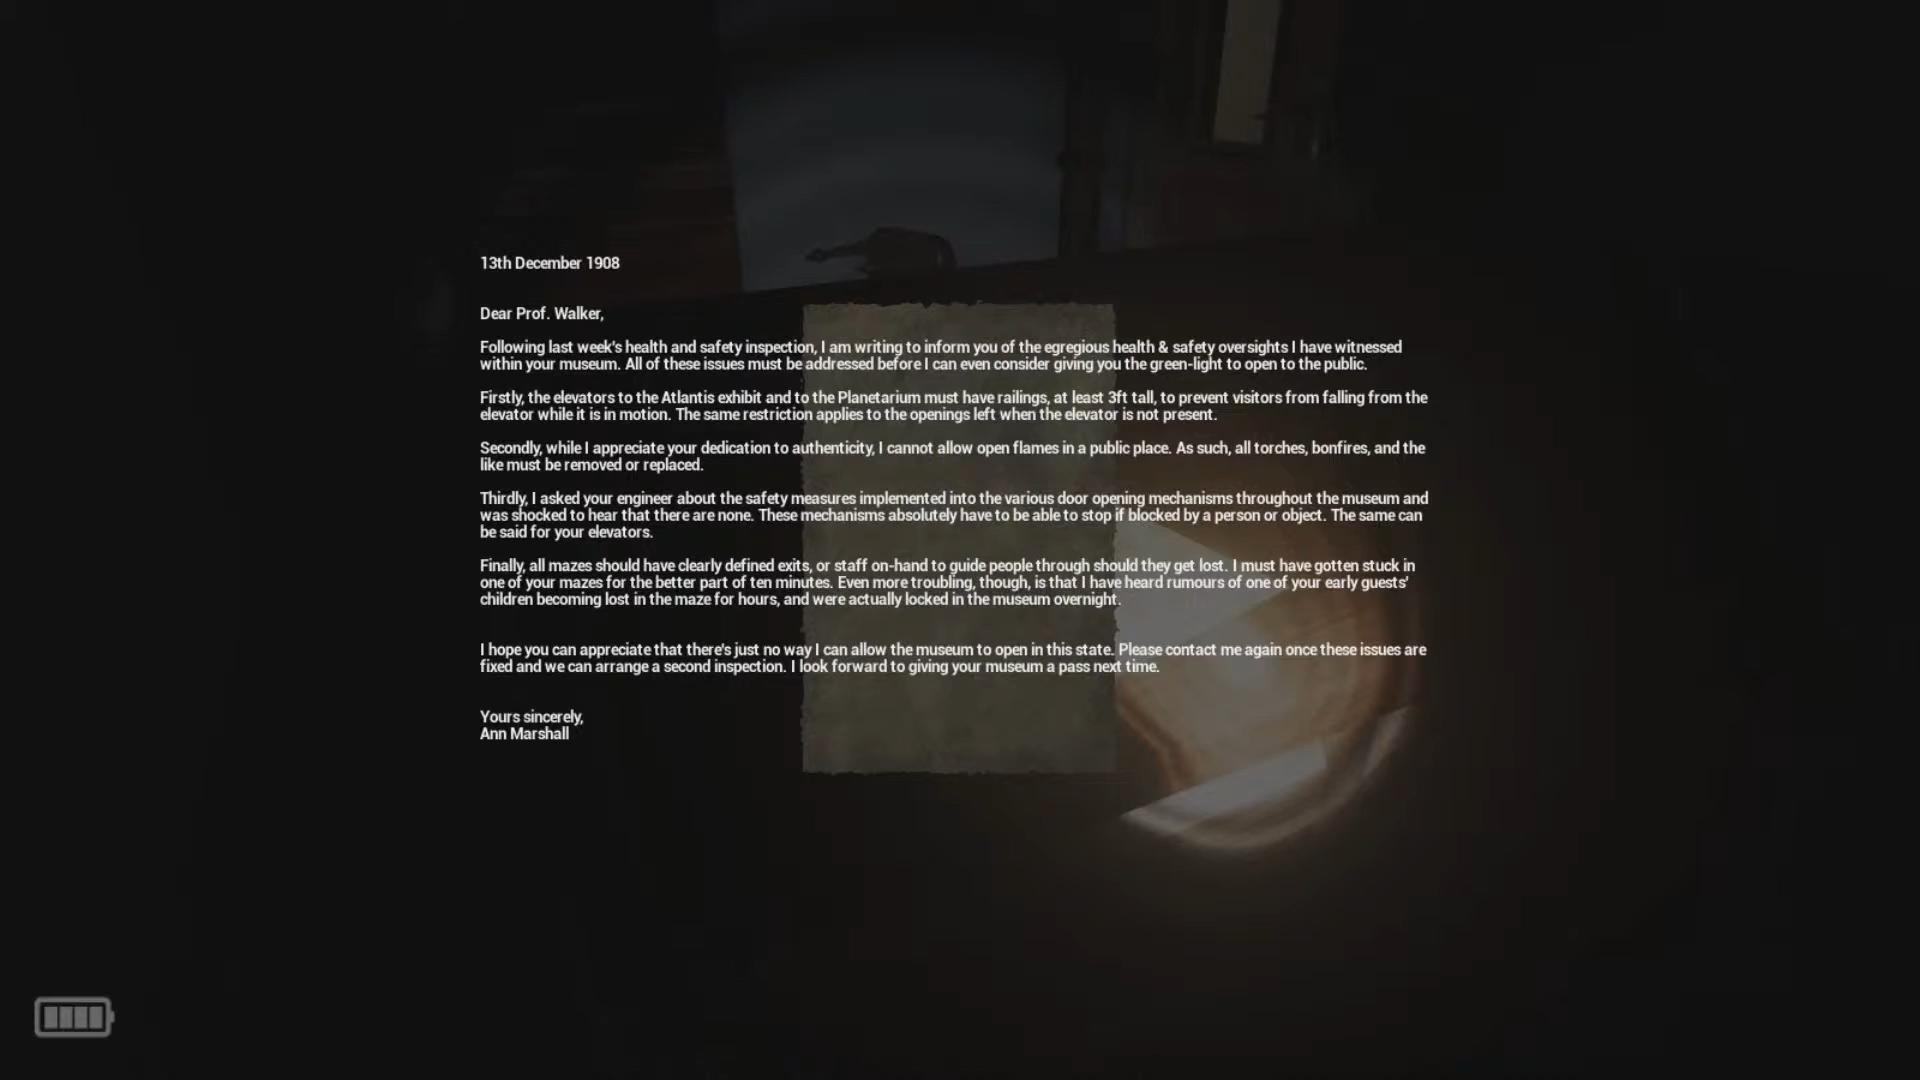 13th December 1908
Dear Prof. Walker,
Following last week's health and safety inspection, I am writing to inform you of the egregious health & safety oversights I have witnessed
within your museum. All of these issues must be addressed before I can even consider giving you the green-light to open to the public.
Firstly, the elevators to the Atlantis exhibit and to the Planetarium must have railings, at least 3ft tall, to prevent visitors from falling from the
elevator while it is in motion. The same restriction applies to the openings left when the elevator is not present.
Secondly, while I appreciate your dedication to authenticity, I cannot allow open flames in a public place. As such, all torches, bonfires, and the
like must be removed or replaced.
Thirdly, I asked your engineer about the safety measures implemented into the various door opening mechanisms throughout the museum and
was shocked to hear that there are none. These mechanisms absolutely have to be able to stop if blocked by a person or object. The same can
be said for your elevators.
Finally, all mazes should have clearly defined exits, or staff on-hand to guide people through should they get lost. I must have gotten stuck in
one of your mazes for the better part of ten minutes. Even more troubling, though, is that I have heard rumours of one of your early guests'
children becoming lost in the maze for hours, and were actually locked in the museum overnight.
I hope you can appreciate that there's just no way I can allow the museum to open in this state. Please contact me again once these issues are
fixed and we can arrange a second inspection. I look forward to giving your museum a pass next time.
Yours sincerely,
Ann Marshall